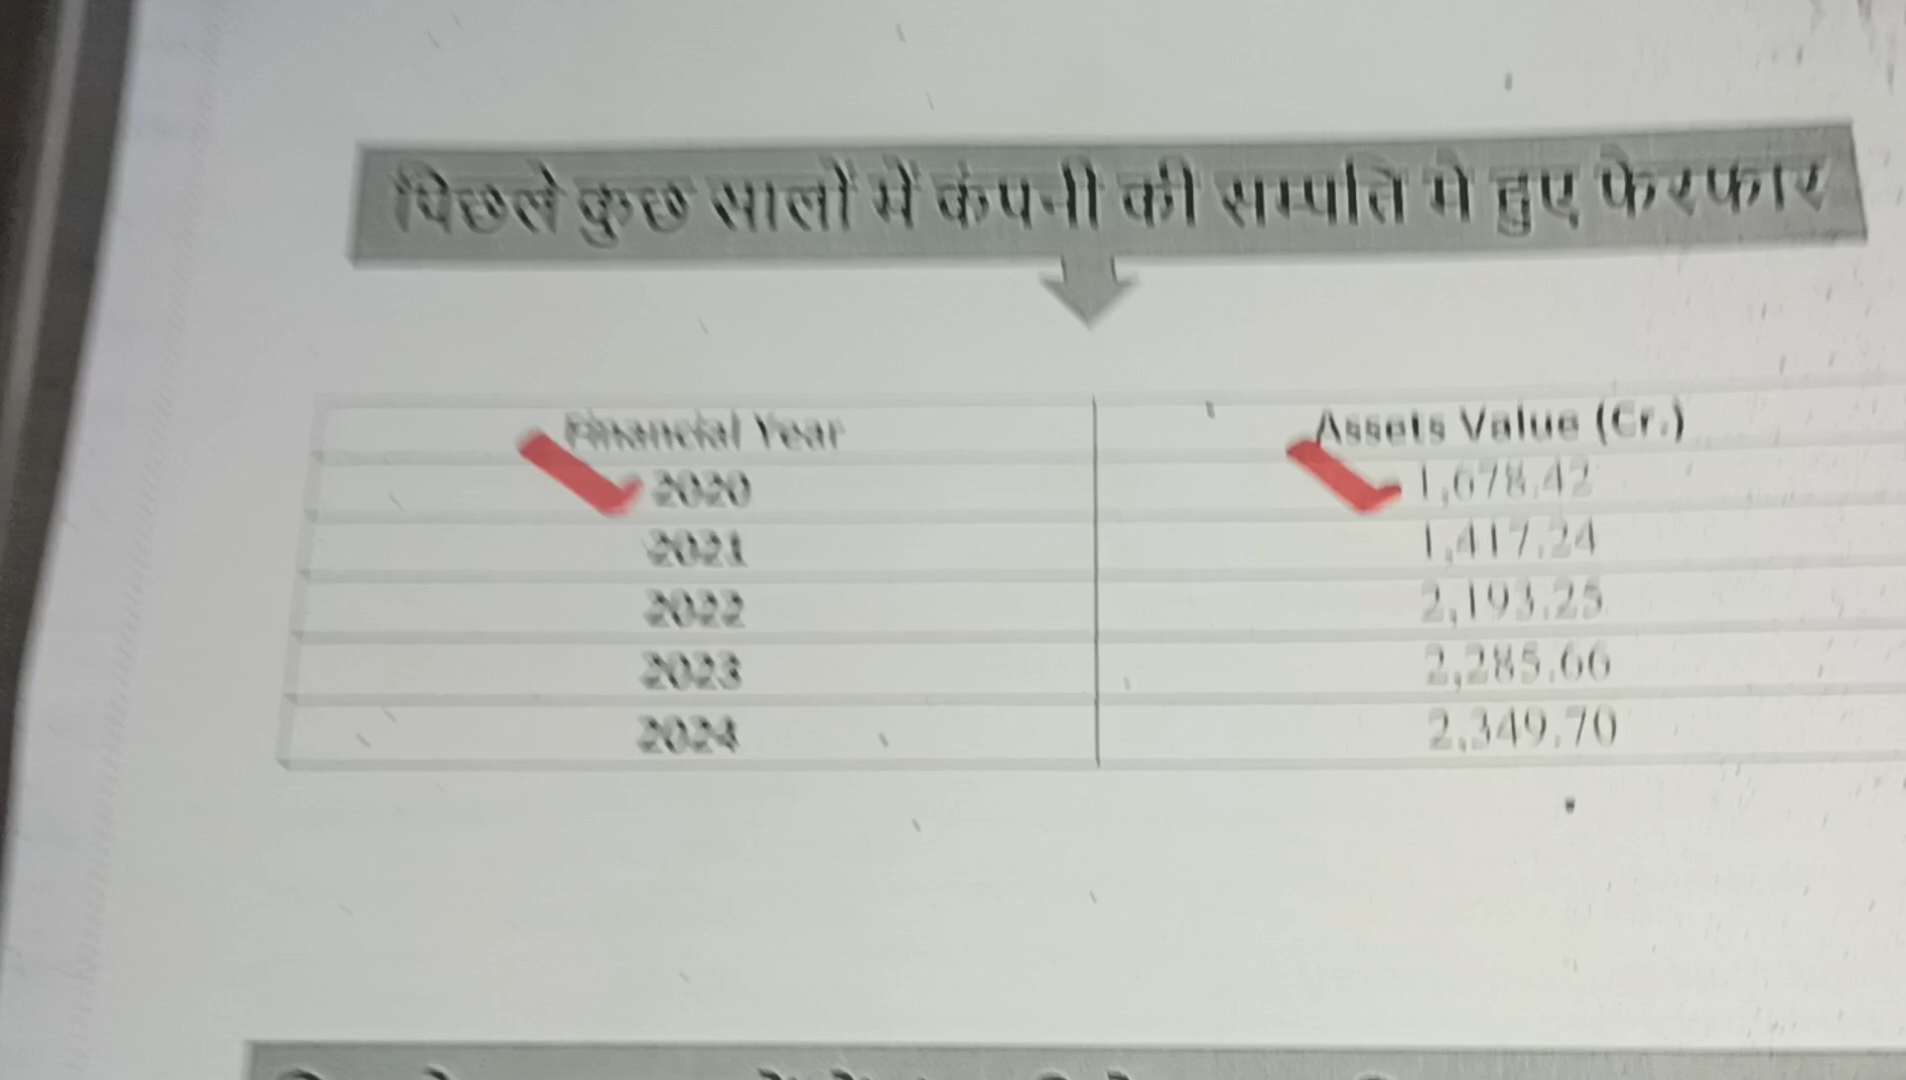 पिछले कुछ सालों में कंपनी की सम्पति मे हुए फेरफार
Financial Year Assets Value (Cr.)
2020 1,678.42
2021 1,417.24
2022 2,193.25
2023 2,285.66
2024 2,349.70